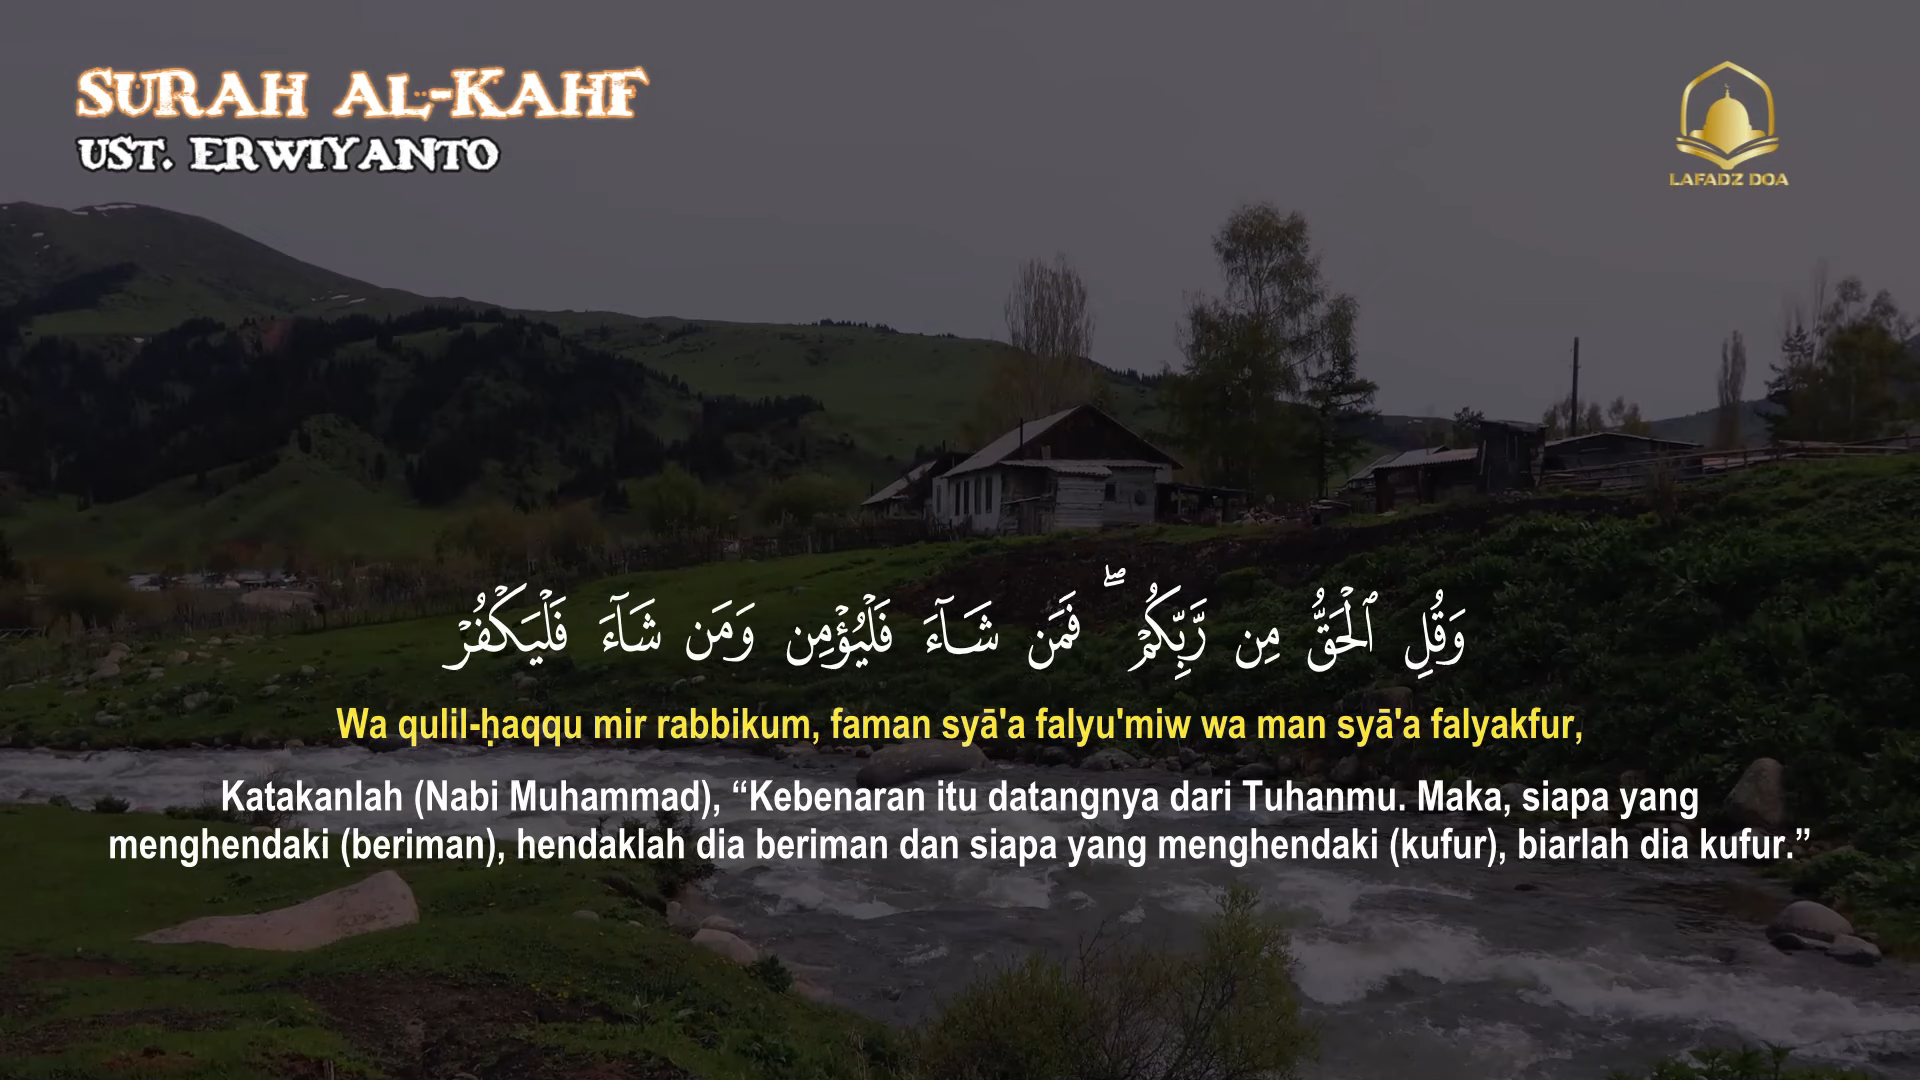 SURAH AL-KAHF
UST. ERWIYANTO
LAFADZ DOA
وَقُلِ ٱلْحَقُّ مِن رَّبِّكُمْ ۖ فَمَن شَآءَ فَلْيُؤْمِن وَمَن شَآءَ فَلْيَكْفُرْ
Wa qulil-ḥaqqu mir rabbikum, faman syā'a falyu'miw wa man syā'a falyakfur,
Katakanlah (Nabi Muhammad), “Kebenaran itu datangnya dari Tuhanmu. Maka, siapa yang
menghendaki (beriman), hendaklah dia beriman dan siapa yang menghendaki (kufur), biarlah dia kufur.”